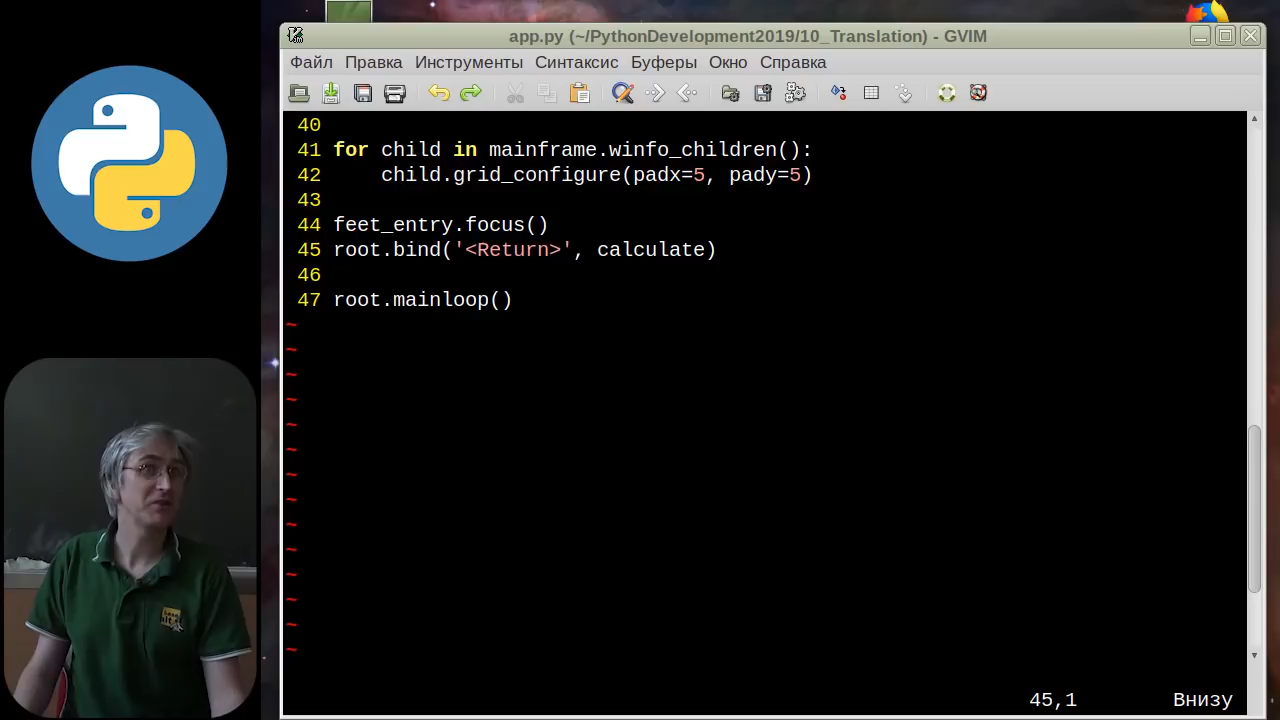 app.py (~/PythonDevelopment2019/10_Translation) - GVIM
Файл Правка Инструменты Синтаксис Буферы Окно Справка
40
41 for child in mainframe.winfo_children():
42     child.grid_configure(padx=5, pady=5)
43
44 feet_entry.focus()
45 root.bind('<Return>', calculate)
46
47 root.mainloop()
~
~
~
~
~
~
~
~
~
~
~
~
~
~
45,1 Внизу